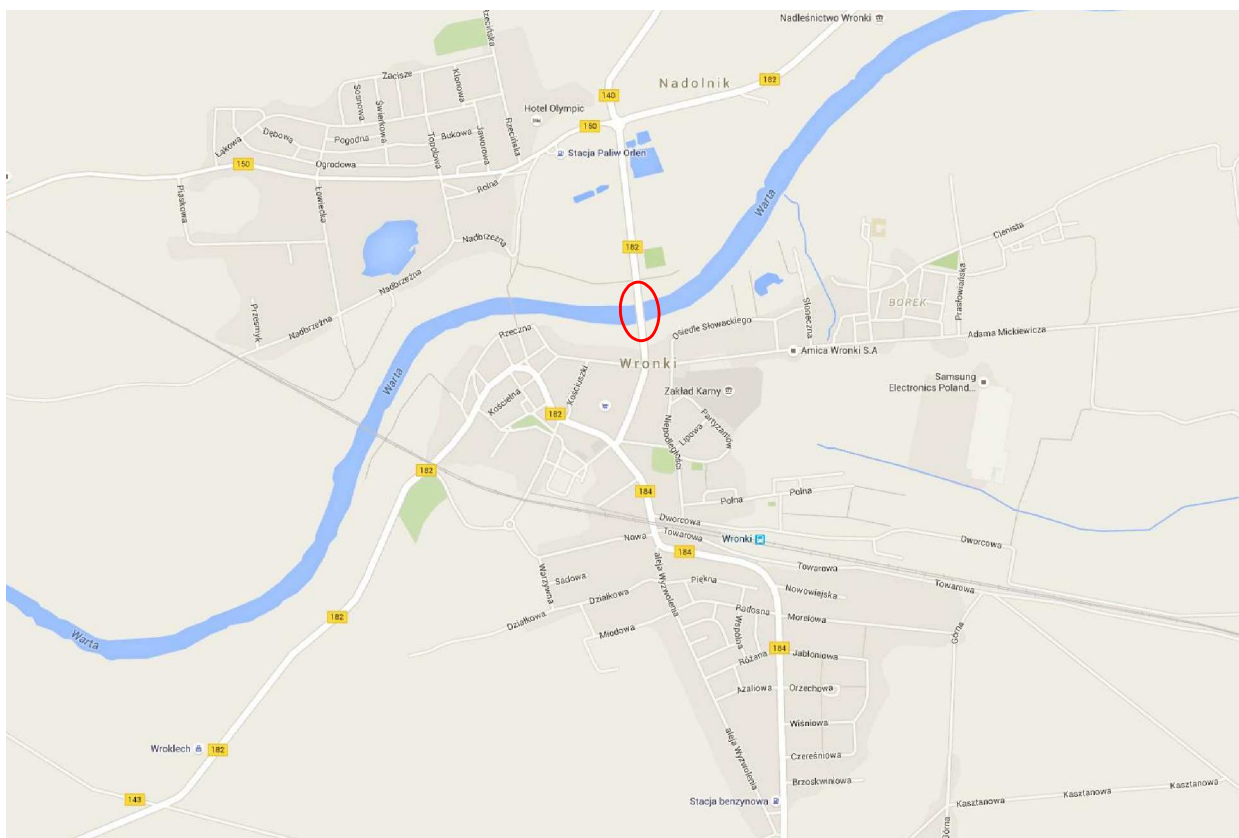 Nadleśnictwo Wronki
Rzecińska
Zacisze
Klonowa
Sosnowa
Świerkowa
182
Nadolnik
140
Hotel Olympic
Rzecińska
150
Dębowa
Pogodna
Topolowa
Bukowa
Jaworowa
Łąkowa
Stacja Paliw Orlen
150
Ogrodowa
Rolna
Piaskowa
Łowiecka
Warta
Nadbrzeżna
182
Cienista
Prasłowiańska
Nadbrzeżna
BOREK
Słoneczna
Przesmyk
Nadbrzeżna
Rzeczna
Osiedle Słowackiego
Adama Mickiewicza
Amica Wronki S.A
Wronki
Kościuszki
Warta
Samsung
Electronics Poland...
Zakład Karny
Kościelna
182
Niepodległości
Lipowa
Partyzantów
182
184
Polna
Polna
Dworcowa
Nowa
Towarowa
Wronki
Dworcowa
184
aleja Wyzwolenia
Towarowa
Towarowa
Warzywna
Sadowa
Piękna
Nowowiejska
Działkowa
Działkowa
Radosna
Morelowa
182
Miodowa
Wspólna
Górna
Warta
184
Jabłoniowa
Różana
Azaliowa
Orzechowa
Wiśniowa
aleja Wyzwolenia
Wroklech
182
Czereśniowa
Brzoskwiniowa
Kasztanowa
Kasztanowa
Kasztanowa
143
Stacja benzynowa
Górna